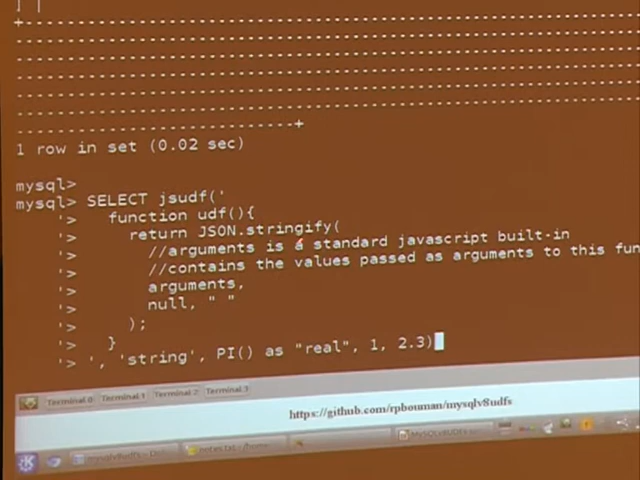 ] |
+------------------------------------------------------------
-------------------------------------------------------------
-------------------------------------------------------------
-------------------------------------------------------------
-------------------------------------------------------------
----------------------------+
1 row in set (0.02 sec)
mysql>
mysql> SELECT jsudf('
'> function udf(){
'> return JSON.stringify(
'> //arguments is a standard javascript built-in
'> //contains the values passed as arguments to this fun
'> arguments,
'> null, " "
'> );
'> }
'> ', 'string', PI() as "real", 1, 2.3)
Terminal 0 Terminal 1 Terminal 2 Terminal 3
https://github.com/rpbouman/mysqlv8udfs